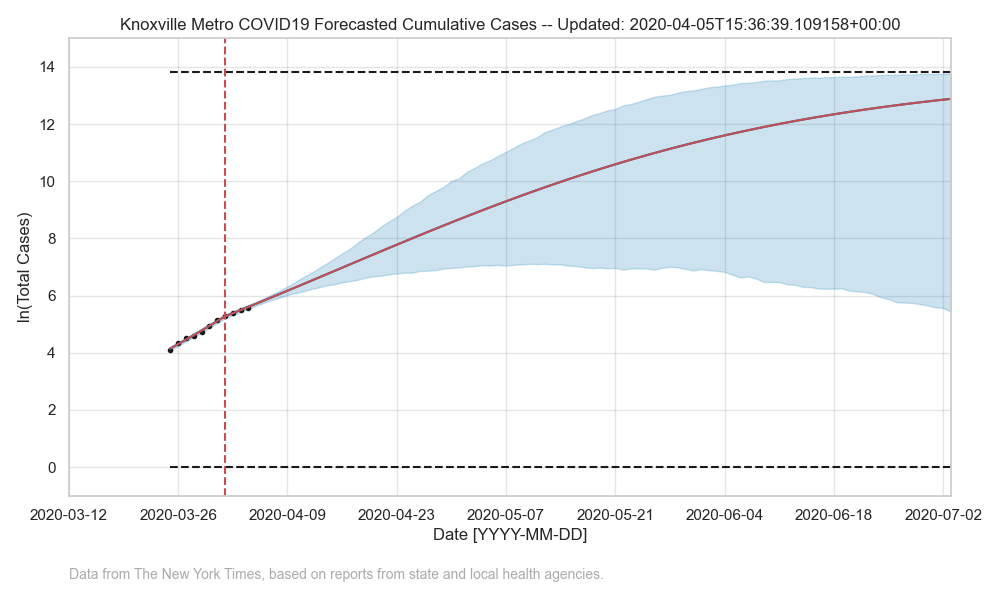 Knoxville Metro COVID19 Forecasted Cumulative Cases -- Updated: 2020-04-05T15:36:39.109158+00:00
14
12
10
8
6
4
2
0
ln(Total Cases)
2020-03-12 2020-03-26 2020-04-09 2020-04-23 2020-05-07 2020-05-21 2020-06-04 2020-06-18 2020-07-02
Date [YYYY-MM-DD]
Data from The New York Times, based on reports from state and local health agencies.